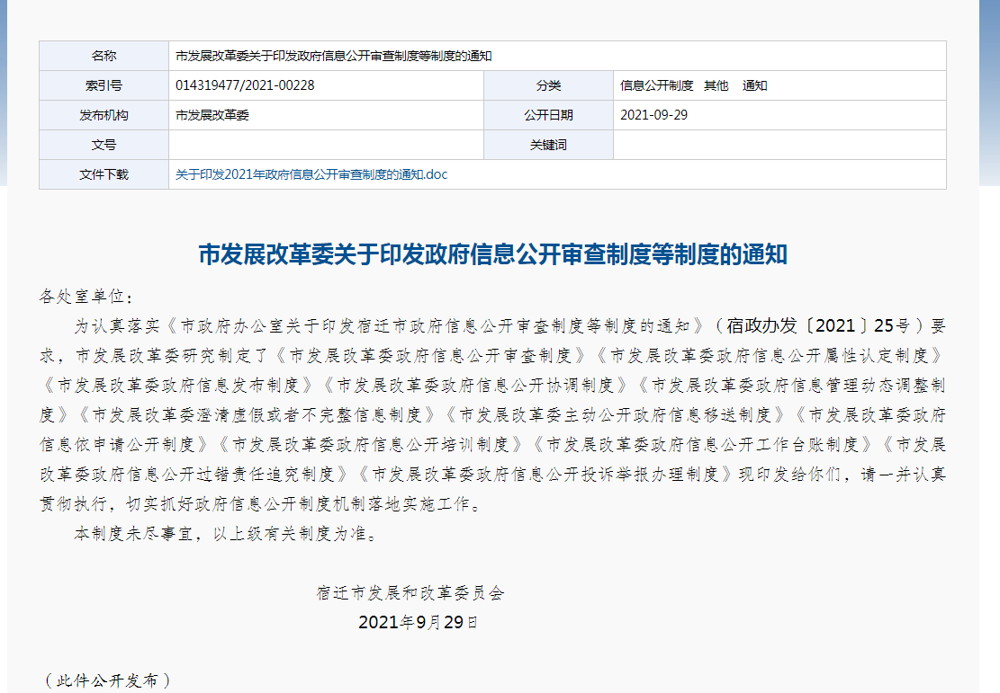 名称 市发展改革委关于印发政府信息公开审查制度等制度的通知
索引号 014319477/2021-00228 分类 信息公开制度 其他 通知
发布机构 市发展改革委 公开日期 2021-09-29
文号 关键词
文件下载 关于印发2021年政府信息公开审查制度的通知.doc
市发展改革委关于印发政府信息公开审查制度等制度的通知
各处室单位：
为认真落实《市政府办公室关于印发宿迁市政府信息公开审查制度等制度的通知》（宿政办发〔2021〕25号）要
求，市发展改革委研究制定了《市发展改革委政府信息公开审查制度》《市发展改革委政府信息公开属性认定制度》
《市发展改革委政府信息发布制度》《市发展改革委政府信息公开协调制度》《市发展改革委政府信息管理动态调整制
度》《市发展改革委澄清虚假或者不完整信息制度》《市发展改革委主动公开政府信息移送制度》《市发展改革委政府
信息依申请公开制度》《市发展改革委政府信息公开培训制度》《市发展改革委政府信息公开工作台账制度》《市发展
改革委政府信息公开过错责任追究制度》《市发展改革委政府信息公开投诉举报办理制度》现印发给你们，请一并认真
贯彻执行，切实抓好政府信息公开制度机制落地实施工作。
本制度未尽事宜，以上级有关制度为准。
宿迁市发展和改革委员会
2021年9月29日
（此件公开发布）